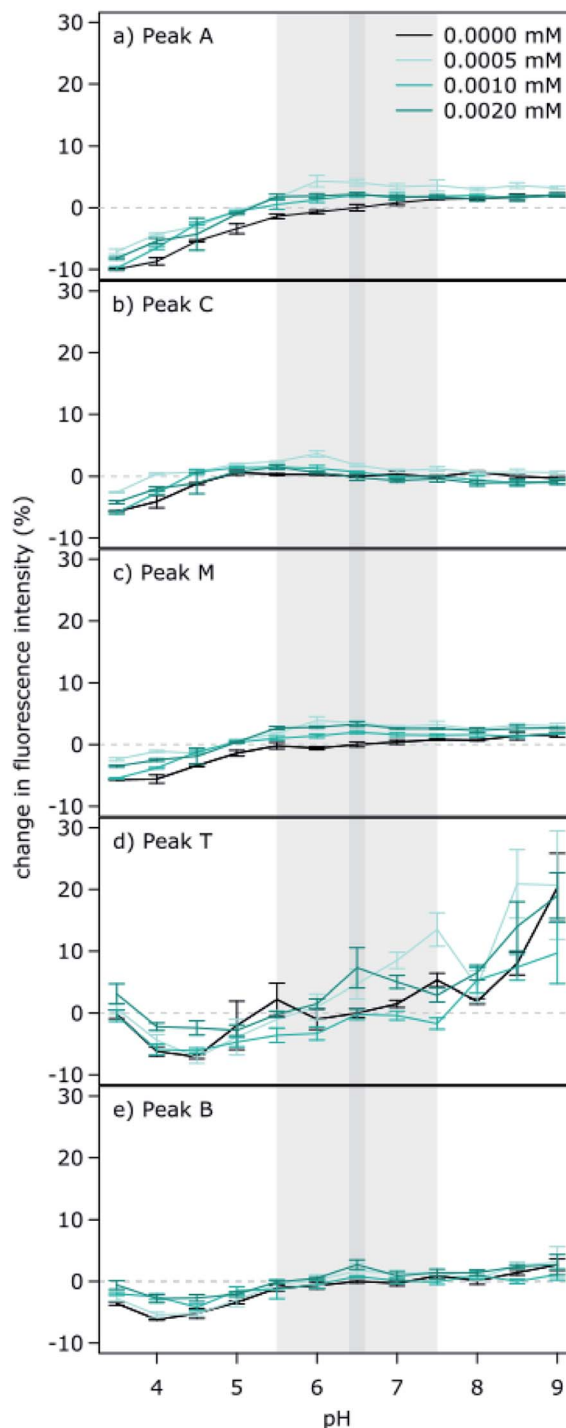 change in fluorescence intensity (%)
a) Peak A
0.0000 mM
0.0005 mM
0.0010 mM
0.0020 mM
30
20
10
0
-10
b) Peak C
30
20
10
0
-10
c) Peak M
30
20
10
0
-10
d) Peak T
30
20
10
0
-10
e) Peak B
30
20
10
0
-10
4 5 6 7 8 9
pH